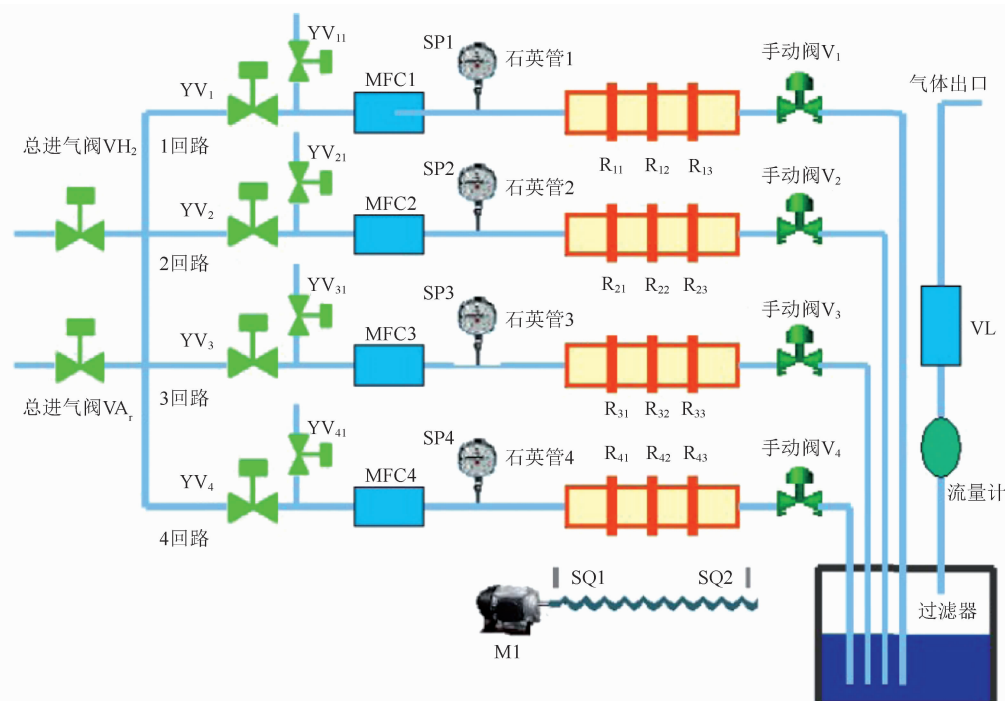 YV₁₁
SP1
石英管1
手动阀V₁
气体出口
YV₁
MFC1
总进气阀VH₂
1回路
R₁₁ R₁₂ R₁₃
YV₂₁
SP2
石英管2
手动阀V₂
YV₂
MFC2
2回路
R₂₁ R₂₂ R₂₃
YV₃₁
SP3
石英管3
手动阀V₃
VL
YV₃
MFC3
总进气阀VAᵣ
3回路
R₃₁ R₃₂ R₃₃
YV₄₁
SP4
石英管4
R₄₁ R₄₂ R₄₃
手动阀V₄
YV₄
MFC4
流量计
4回路
SQ1 SQ2
过滤器
M1